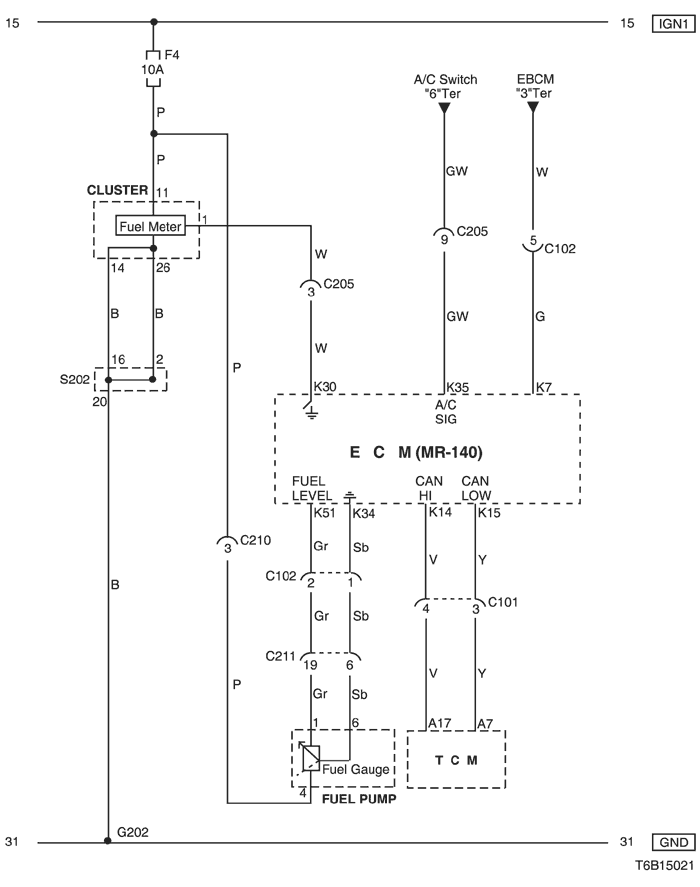 15 15 IGN1
F4
10A
A/C Switch EBCM
"6"Ter "3"Ter
P
P GW W
CLUSTER 11
Fuel Meter 1
9 C205 5 C102
14 26 W
3 C205
B B GW G
W
16 2
P
S202 K30 K35 K7
20 A/C
SIG
E C M (MR-140)
FUEL CAN CAN
LEVEL HI LOW
K51 K34 K14 K15
3 C210
Gr Sb V Y
C102 2 1
B 4 3 C101
Gr Sb
C211 19 6
P V Y
Gr Sb
1 6 A17 A7
Fuel Gauge T C M
4
FUEL PUMP
G202
31 31 GND
T6B15021